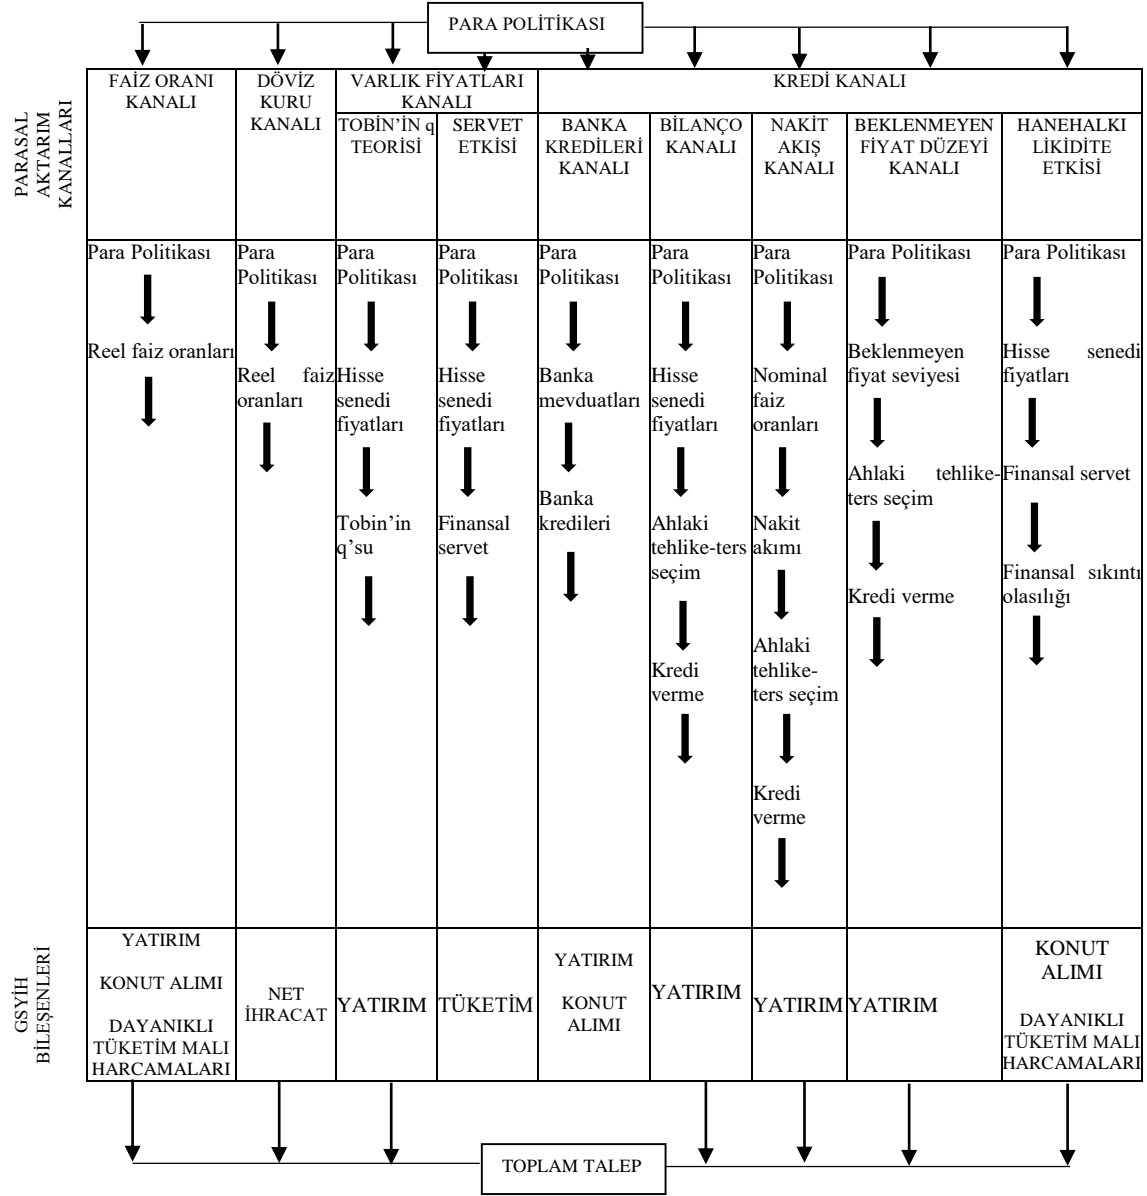 PARA POLİTİKASI
PARASAL
AKTARIM
KANALLARI
FAİZ ORANI
KANALI
DÖVİZ
KURU
KANALI
VARLIK FİYATLARI
KANALI
KREDİ KANALI
TOBİN'İN q
TEORİSİ
SERVET
ETKİSİ
BANKA
KREDİLERİ
KANALI
BİLANÇO
KANALI
NAKİT
AKIŞ
KANALI
BEKLENMEYEN
FİYAT DÜZEYİ
KANALI
HANEHALKI
LİKİDİTE
ETKİSİ
Para Politikası
Reel faiz oranları
Para
Politikası
Reel faiz
oranları
Para
Politikası
Hisse
senedi
fiyatları
Tobin'in
q'su
Para
Politikası
Hisse
senedi
fiyatları
Finansal
servet
Para
Politikası
Banka
mevduatları
Banka
kredileri
Para
Politikası
Hisse
senedi
fiyatları
Ahlaki
tehlike-ters
seçim
Kredi
verme
Para
Politikası
Nominal
faiz
oranları
Nakit
akımı
Ahlaki
tehlike-
ters seçim
Kredi
verme
Para Politikası
Beklenmeyen
fiyat seviyesi
Ahlaki tehlike-
ters seçim
Kredi verme
Para Politikası
Hisse senedi
fiyatları
Finansal servet
Finansal sıkıntı
olasılığı
GSYİH
BİLEŞENLERİ
YATIRIM
KONUT ALIMI
DAYANIKLI
TÜKETİM MALI
HARCAMALARI
NET
İHRACAT
YATIRIM
TÜKETİM
YATIRIM
KONUT
ALIMI
YATIRIM
YATIRIM
YATIRIM
KONUT
ALIMI
DAYANIKLI
TÜKETİM MALI
HARCAMALARI
TOPLAM TALEP